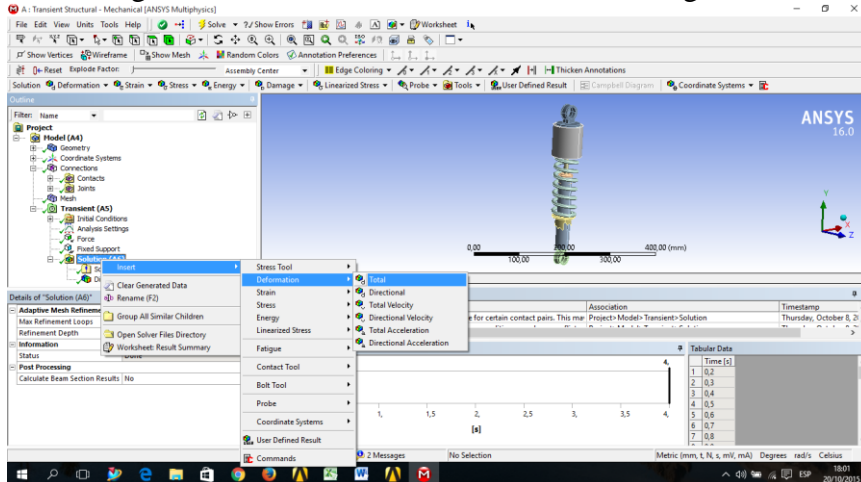 A : Transient Structural - Mechanical [ANSYS Multiphysics]
File Edit View Units Tools Help Solve ?/ Show Errors Worksheet
Show Vertices Wireframe Show Mesh Random Colors Annotation Preferences
Reset Explode Factor: Assembly Center Edge Coloring Thicken Annotations
Solution Deformation Strain Stress Energy Damage Linearized Stress Probe Tools User Defined Result Campbell Diagram Coordinate Systems
Outline
Filter: Name
Project
Model (A4)
Geometry
Coordinate Systems
Connections
Contacts
Joints
Mesh
Transient (A5)
Initial Conditions
Analysis Settings
Force
Fixed Support
Solution (A6)
Insert
Clear Generated Data
Rename (F2)
Group All Similar Children
Open Solver Files Directory
Worksheet: Result Summary
Stress Tool
Deformation
Strain
Stress
Energy
Linearized Stress
Fatigue
Contact Tool
Bolt Tool
Probe
Coordinate Systems
User Defined Result
Commands
Total
Directional
Total Velocity
Directional Velocity
Total Acceleration
Directional Acceleration
ANSYS
16.0
Y
X
Z
0,00 200,00 400,00 (mm)
100,00 300,00
Details of "Solution (A6)"
Adaptive Mesh Refineme
Max Refinement Loops
Refinement Depth
Information
Status Done
Post Processing
Calculate Beam Section Results No
Association Timestamp
e for certain contact pairs. This may Project>Model>Transient>Solution Thursday, October 8, 2
4,
1, 1,5 2, 2,5 3, 3,5 4,
[s]
Tabular Data
Time [s]
1 0,2
2 0,3
3 0,4
4 0,5
5 0,6
6 0,7
7 0,8
2 Messages No Selection Metric (mm, t, N, s, mV, mA) Degrees rad/s Celsius
ESP 18:01
20/10/2015